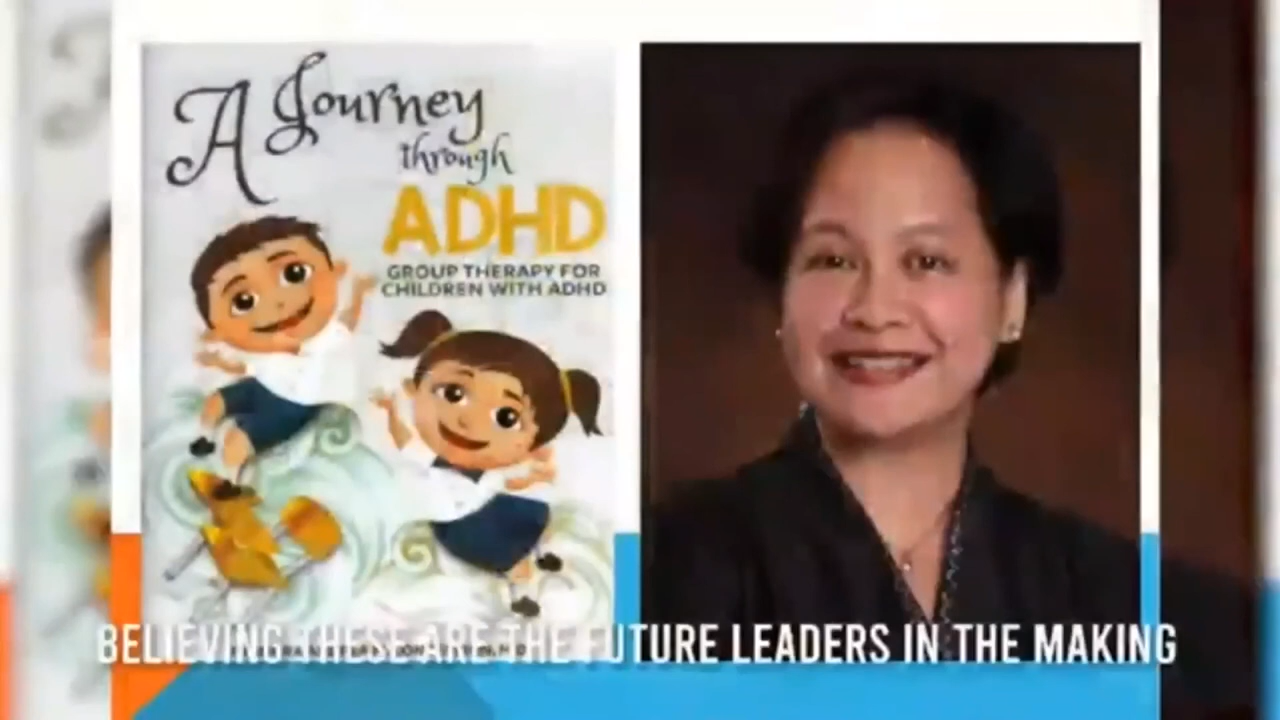 A Journey
through
ADHD
GROUP THERAPY FOR
CHILDREN WITH ADHD
BELIEVING THESE ARE THE FUTURE LEADERS IN THE MAKING